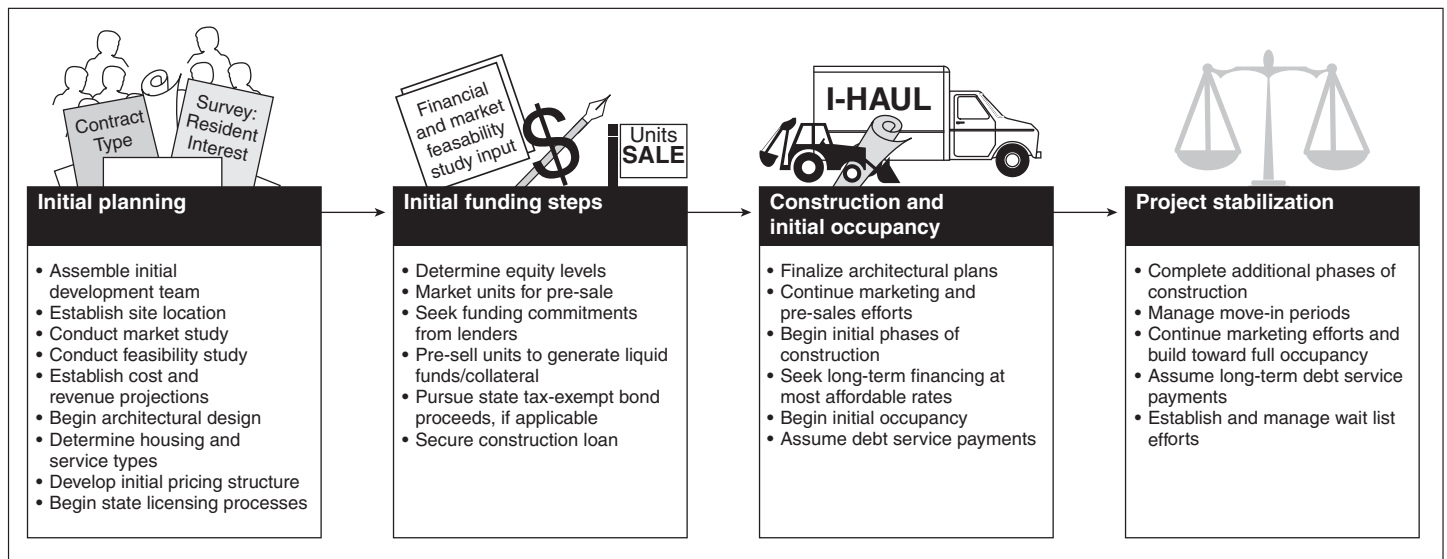 Contract
Type
Survey:
Resident
Interest
Financial
and market
feasability
study input
$
Units
SALE
I-HAUL
Initial planning
• Assemble initial
development team
• Establish site location
• Conduct market study
• Conduct feasibility study
• Establish cost and
revenue projections
• Begin architectural design
• Determine housing and
service types
• Develop initial pricing structure
• Begin state licensing processes
Initial funding steps
• Determine equity levels
• Market units for pre-sale
• Seek funding commitments
from lenders
• Pre-sell units to generate liquid
funds/collateral
• Pursue state tax-exempt bond
proceeds, if applicable
• Secure construction loan
Construction and
initial occupancy
• Finalize architectural plans
• Continue marketing and
pre-sales efforts
• Begin initial phases of
construction
• Seek long-term financing at
most affordable rates
• Begin initial occupancy
• Assume debt service payments
Project stabilization
• Complete additional phases of
construction
• Manage move-in periods
• Continue marketing efforts and
build toward full occupancy
• Assume long-term debt service
payments
• Establish and manage wait list
efforts